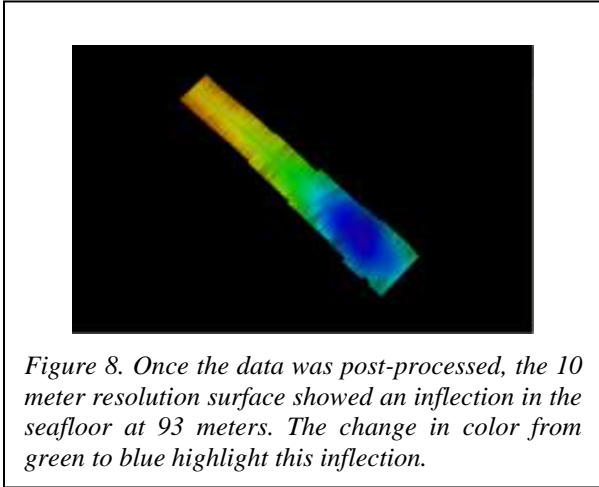 Figure 8. Once the data was post-processed, the 10
meter resolution surface showed an inflection in the
seafloor at 93 meters. The change in color from
green to blue highlight this inflection.